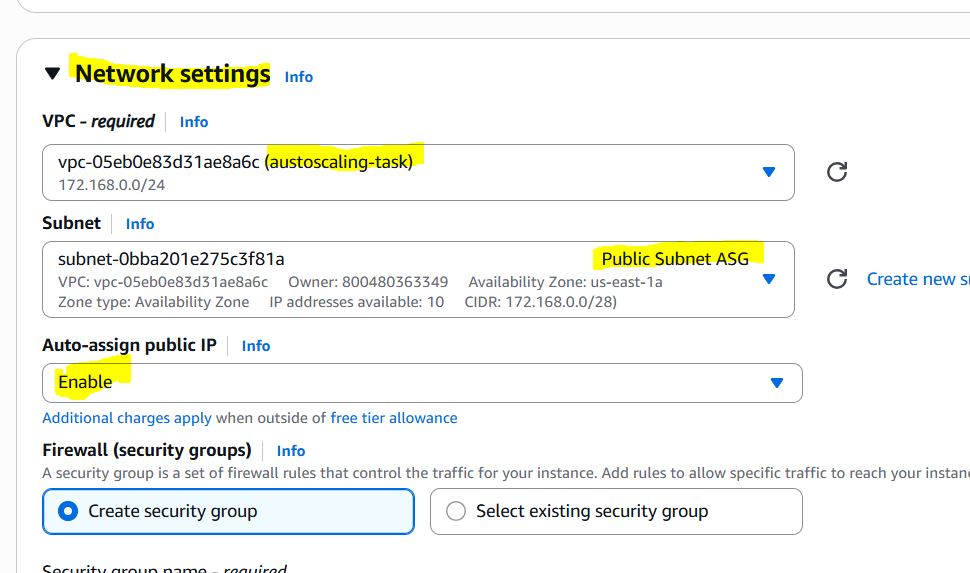 Network settings Info
VPC - required Info
vpc-05eb0e83d31ae8a6c (austoscaling-task)
172.168.0.0/24
Subnet Info
subnet-0bba201e275c3f81a Public Subnet ASG
VPC: vpc-05eb0e83d31ae8a6c Owner: 800480363349 Availability Zone: us-east-1a
Zone type: Availability Zone IP addresses available: 10 CIDR: 172.168.0.0/28)
Create new su
Auto-assign public IP Info
Enable
Additional charges apply when outside of free tier allowance
Firewall (security groups) Info
A security group is a set of firewall rules that control the traffic for your instance. Add rules to allow specific traffic to reach your instanc
Create security group Select existing security group
Security group name - required